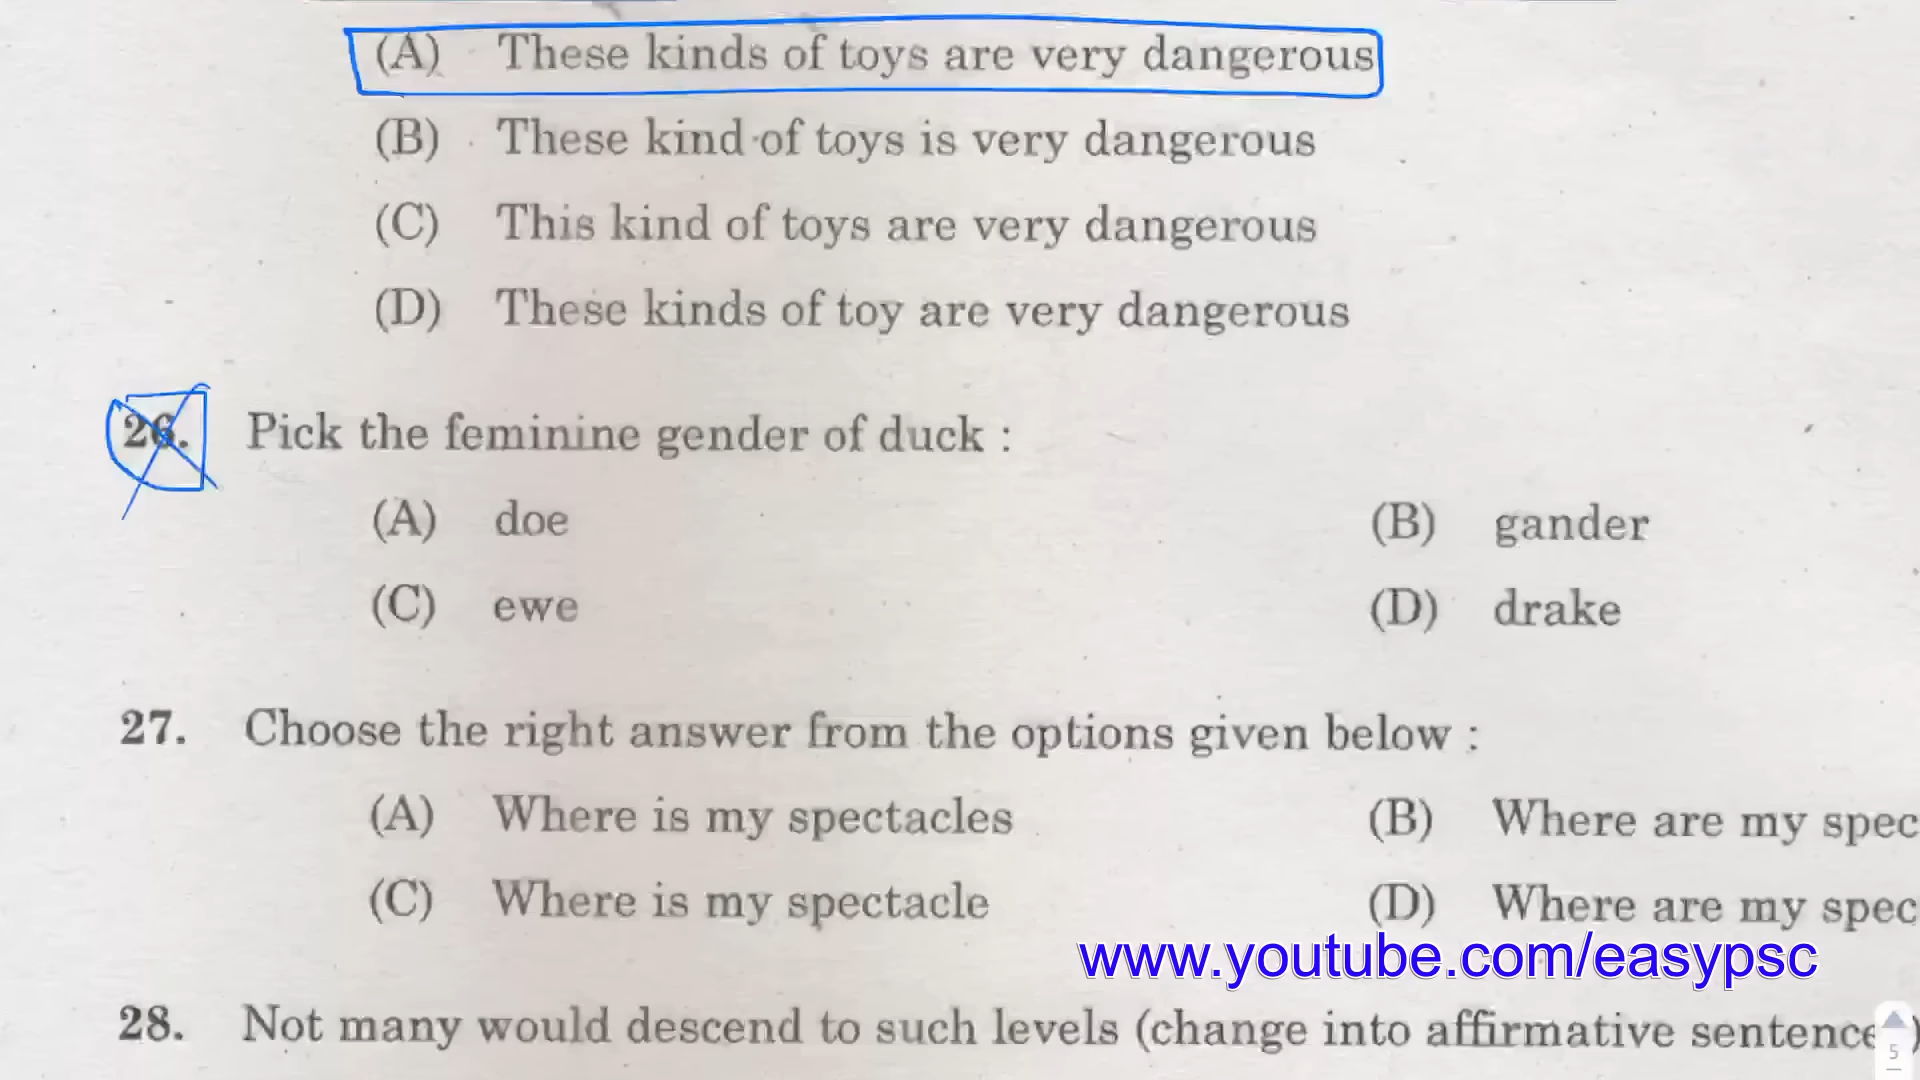 (A) These kinds of toys are very dangerous
(B) These kind of toys is very dangerous
(C) This kind of toys are very dangerous
(D) These kinds of toy are very dangerous
26. Pick the feminine gender of duck :
(A) doe (B) gander
(C) ewe (D) drake
27. Choose the right answer from the options given below :
(A) Where is my spectacles (B) Where are my spec
(C) Where is my spectacle (D) Where are my spec
www.youtube.com/easypsc
28. Not many would descend to such levels (change into affirmative sentence)
5